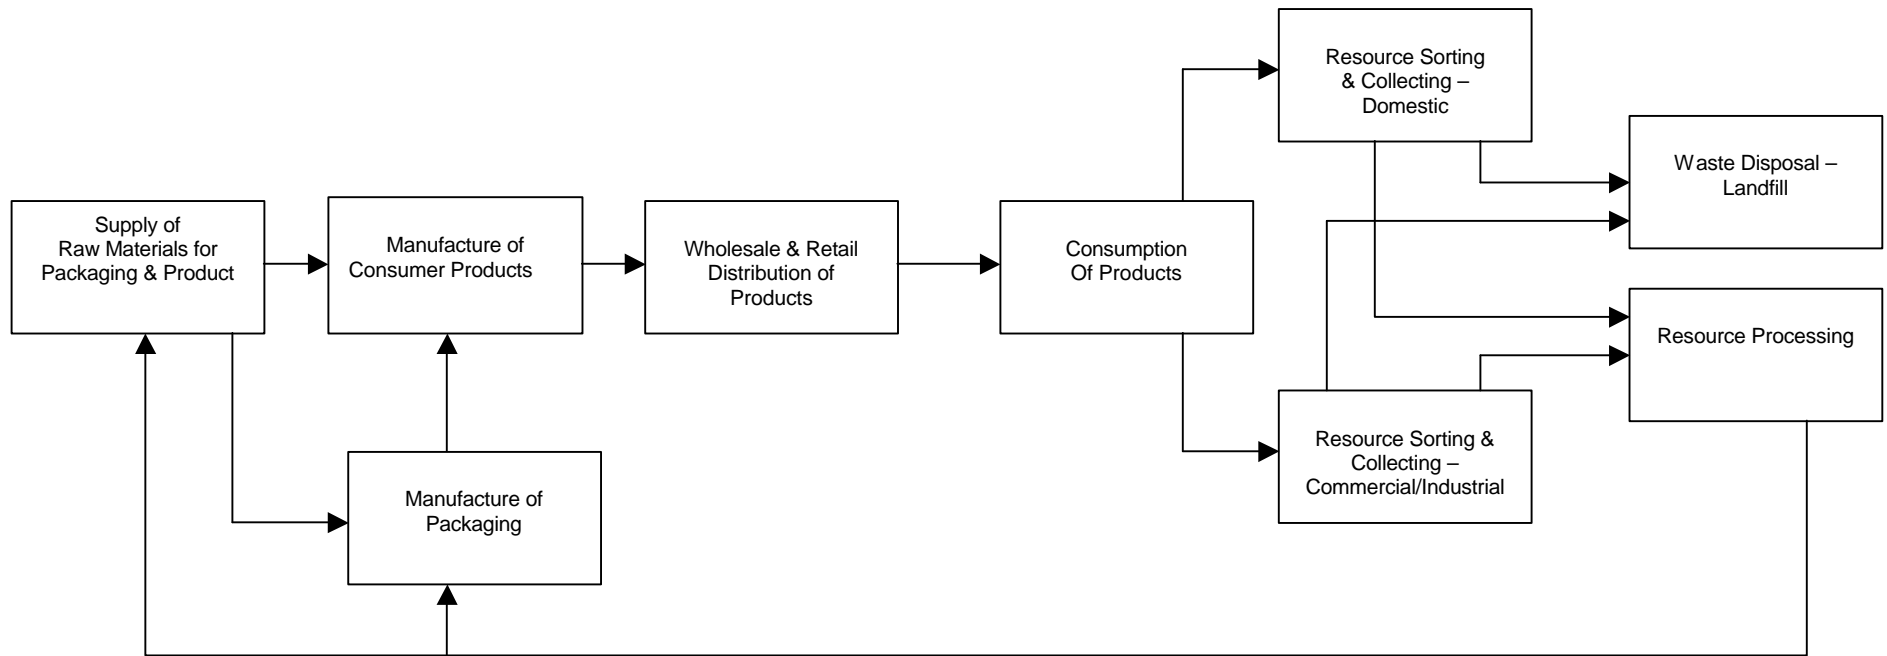 Supply of
Raw Materials for
Packaging & Product
Manufacture of
Consumer Products
Manufacture of
Packaging
Wholesale & Retail
Distribution of
Products
Consumption
Of Products
Resource Sorting
& Collecting –
Domestic
Resource Sorting &
Collecting –
Commercial/Industrial
Waste Disposal –
Landfill
Resource Processing